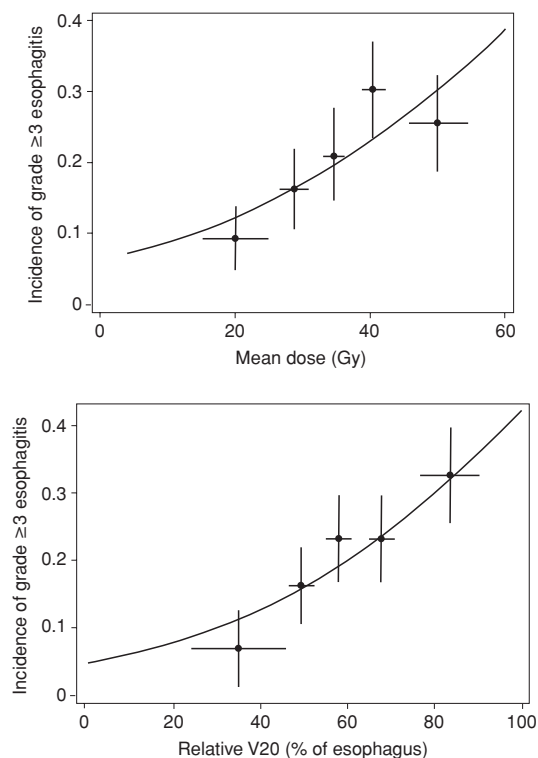 0.4
0.3
0.2
0.1
0
Incidence of grade ≥3 esophagitis
0 20 40 60
Mean dose (Gy)
0.4
0.3
0.2
0.1
0
Incidence of grade ≥3 esophagitis
0 20 40 60 80 100
Relative V20 (% of esophagus)